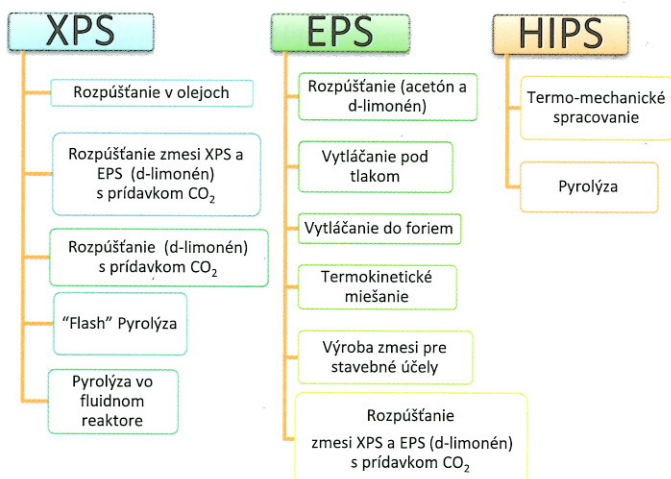 XPS
Rozpúšťanie v olejoch
Rozpúšťanie zmesi XPS a
EPS (d-limonén)
s prídavkom CO₂
Rozpúšťanie (d-limonén)
s prídavkom CO₂
“Flash” Pyrolýza
Pyrolýza vo
fluidnom
reaktore
EPS
Rozpúšťanie (acetón a
d-limonén)
Vytláčanie pod
tlakom
Vytláčanie do foriem
Termokinetické
miešanie
Výroba zmesi pre
stavebné účely
Rozpúšťanie
zmesi XPS a EPS (d-limonén)
s prídavkom CO₂
HIPS
Termo-mechanické
spracovanie
Pyrolýza